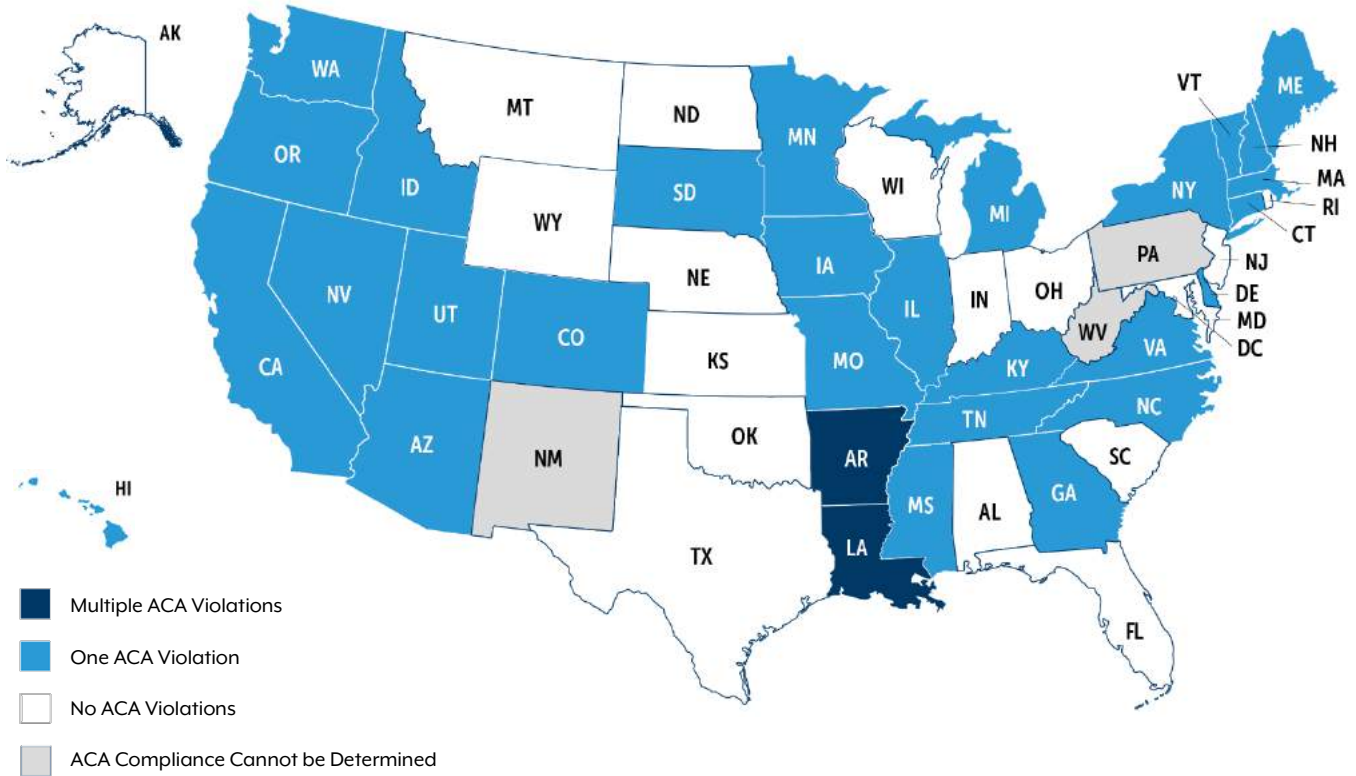 AK
WA
MT
ND
MN
VT
ME
OR
ID
WI
NH
SD
MI
NY
MA
WY
RI
CT
IA
PA
NE
NJ
NV
OH
IN
DE
UT
IL
MD
CO
WV
VA
DC
CA
KS
MO
KY
NC
TN
AZ
OK
NM
AR
SC
HI
GA
MS
AL
TX
LA
FL
Multiple ACA Violations
One ACA Violation
No ACA Violations
ACA Compliance Cannot be Determined